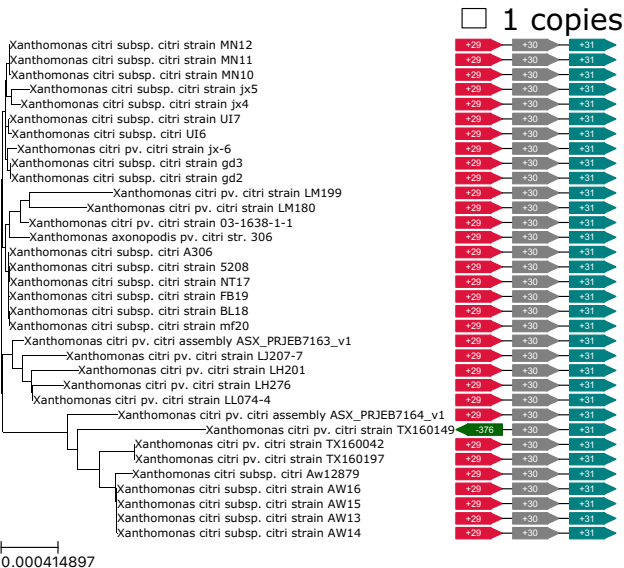 1 copies
Xanthomonas citri subsp. citri strain MN12 +29 +30 +31
Xanthomonas citri subsp. citri strain MN11 +29 +30 +31
Xanthomonas citri subsp. citri strain MN10 +29 +30 +31
Xanthomonas citri subsp. citri strain jx5 +29 +30 +31
Xanthomonas citri subsp. citri strain jx4 +29 +30 +31
Xanthomonas citri subsp. citri strain UI7 +29 +30 +31
Xanthomonas citri subsp. citri UI6 +29 +30 +31
Xanthomonas citri pv. citri strain jx-6 +29 +30 +31
Xanthomonas citri subsp. citri strain gd3 +29 +30 +31
Xanthomonas citri subsp. citri strain gd2 +29 +30 +31
Xanthomonas citri pv. citri strain LM199 +29 +30 +31
Xanthomonas citri pv. citri strain LM180 +29 +30 +31
Xanthomonas citri pv. citri strain 03-1638-1-1 +29 +30 +31
Xanthomonas axonopodis pv. citri str. 306 +29 +30 +31
Xanthomonas citri subsp. citri A306 +29 +30 +31
Xanthomonas citri subsp. citri strain 5208 +29 +30 +31
Xanthomonas citri subsp. citri strain NT17 +29 +30 +31
Xanthomonas citri subsp. citri strain FB19 +29 +30 +31
Xanthomonas citri subsp. citri strain BL18 +29 +30 +31
Xanthomonas citri subsp. citri strain mf20 +29 +30 +31
Xanthomonas citri pv. citri assembly ASX_PRJEB7163_v1 +29 +30 +31
Xanthomonas citri pv. citri strain LJ207-7 +29 +30 +31
Xanthomonas citri pv. citri strain LH201 +29 +30 +31
Xanthomonas citri pv. citri strain LH276 +29 +30 +31
Xanthomonas citri pv. citri strain LL074-4 +29 +30 +31
Xanthomonas citri pv. citri assembly ASX_PRJEB7164_v1 +29 +30 +31
Xanthomonas citri pv. citri strain TX160149 -376 +30 +31
Xanthomonas citri pv. citri strain TX160042 +29 +30 +31
Xanthomonas citri pv. citri strain TX160197 +29 +30 +31
Xanthomonas citri subsp. citri Aw12879 +29 +30 +31
Xanthomonas citri subsp. citri strain AW16 +29 +30 +31
Xanthomonas citri subsp. citri strain AW15 +29 +30 +31
Xanthomonas citri subsp. citri strain AW13 +29 +30 +31
Xanthomonas citri subsp. citri strain AW14 +29 +30 +31
0.000414897